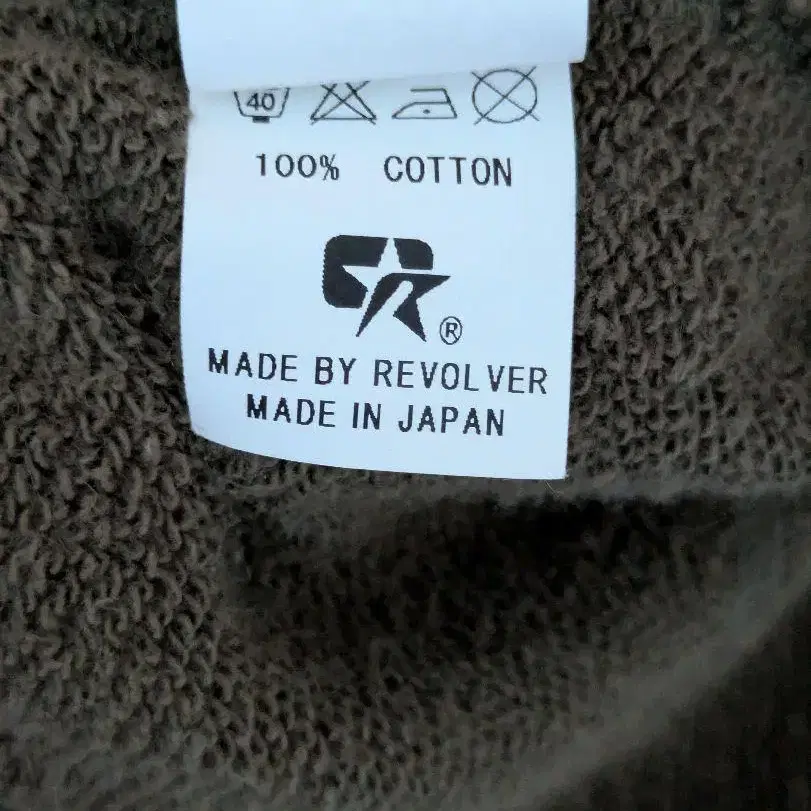 40
100% COTTON
®
MADE BY REVOLVER
MADE IN JAPAN